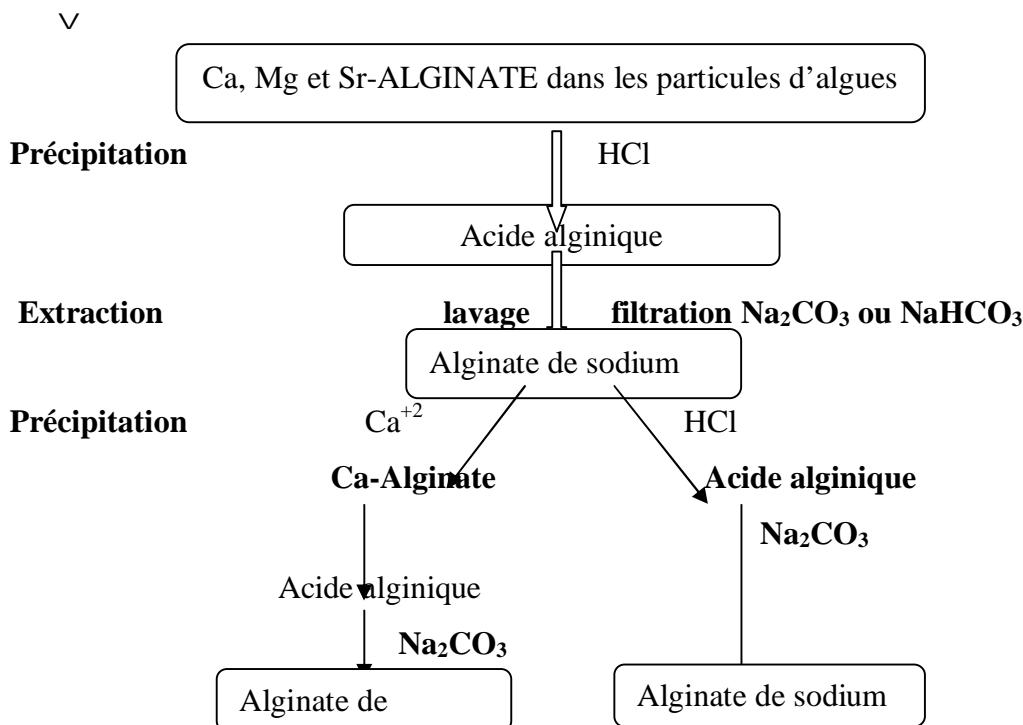 V
Ca, Mg et Sr-ALGINATE dans les particules d’algues
Précipitation HCl
Acide alginique
Extraction lavage filtration Na₂CO₃ ou NaHCO₃
Alginate de sodium
Précipitation Ca⁺² HCl
Ca-Alginate Acide alginique
Na₂CO₃
Acide alginique
Na₂CO₃
Alginate de Alginate de sodium